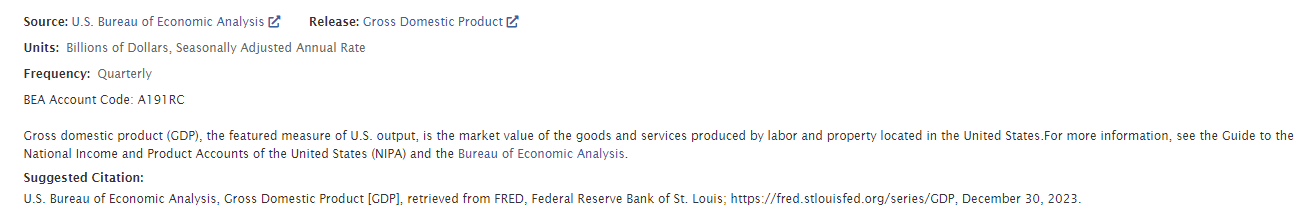 Source: U.S. Bureau of Economic Analysis Release: Gross Domestic Product
Units: Billions of Dollars, Seasonally Adjusted Annual Rate
Frequency: Quarterly
BEA Account Code: A191RC
Gross domestic product (GDP), the featured measure of U.S. output, is the market value of the goods and services produced by labor and property located in the United States.For more information, see the Guide to the
National Income and Product Accounts of the United States (NIPA) and the Bureau of Economic Analysis.
Suggested Citation:
U.S. Bureau of Economic Analysis, Gross Domestic Product [GDP], retrieved from FRED, Federal Reserve Bank of St. Louis; https://fred.stlouisfed.org/series/GDP, December 30, 2023.